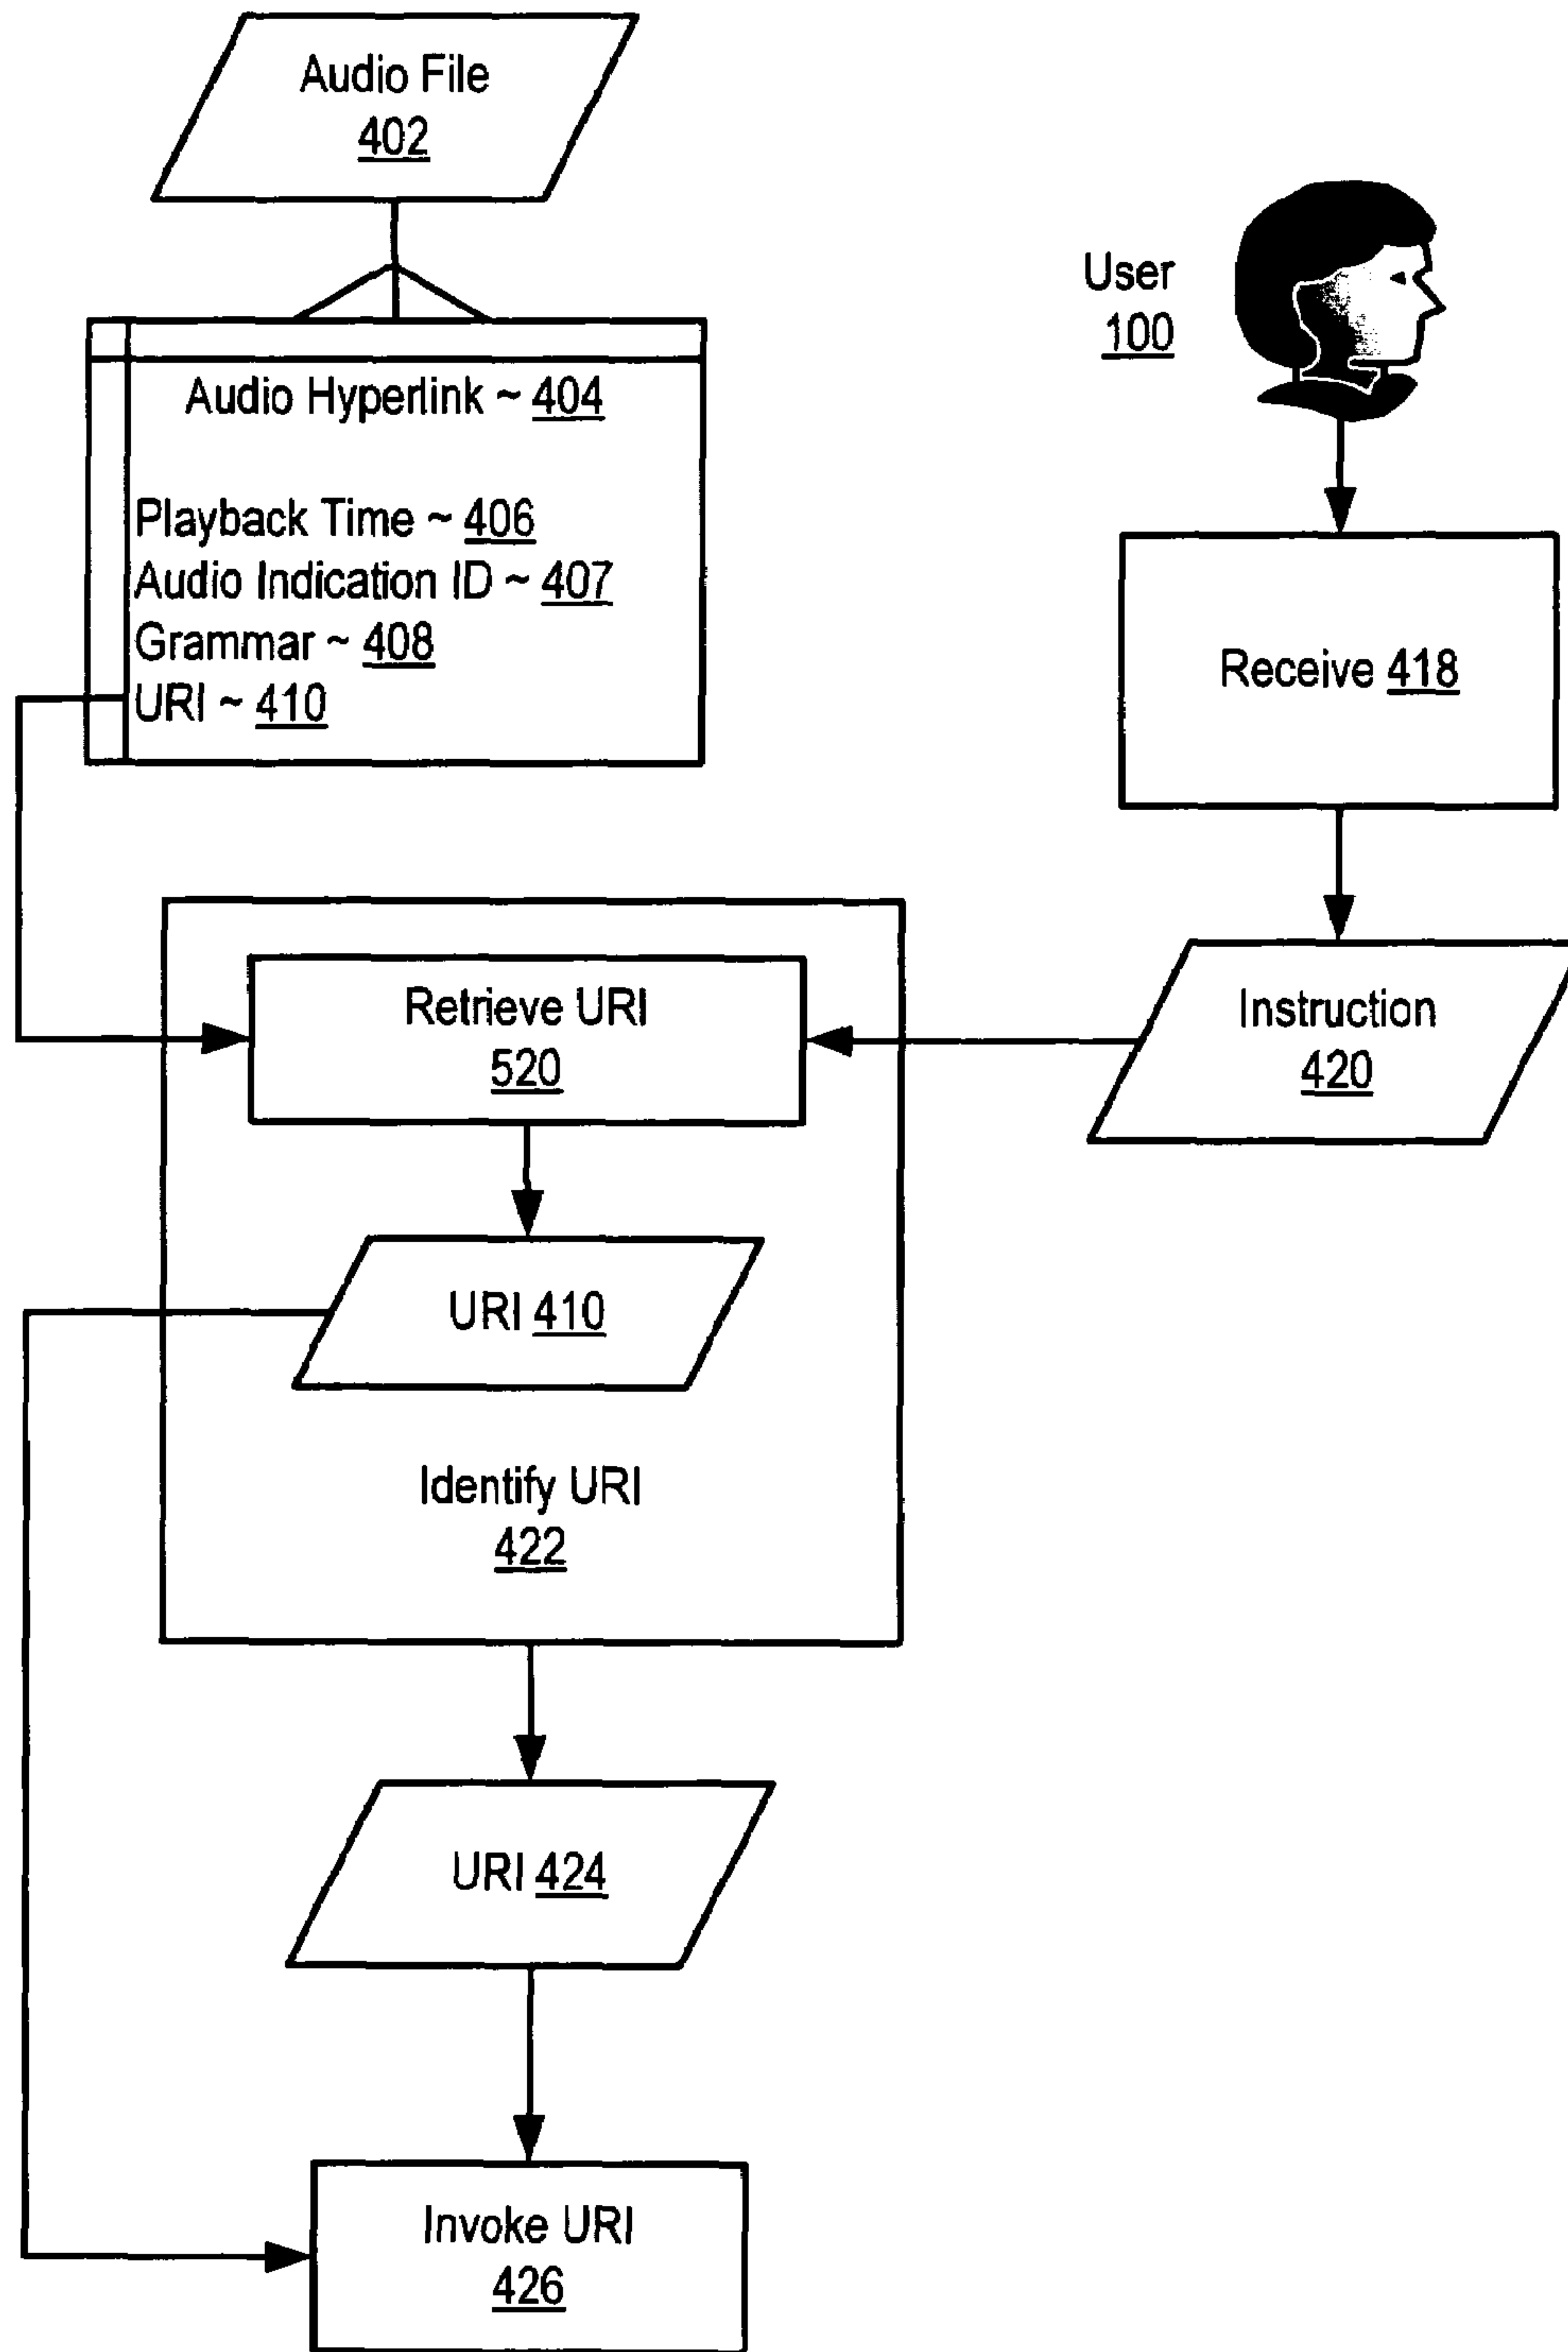 Audio File
402
User
100
Audio Hyperlink ~ 404
Playback Time ~ 406
Audio Indication ID ~ 407
Grammar ~ 408
URI ~ 410
Receive 418
Retrieve URI
520
Instruction
420
URI 410
Identify URI
422
URI 424
Invoke URI
426